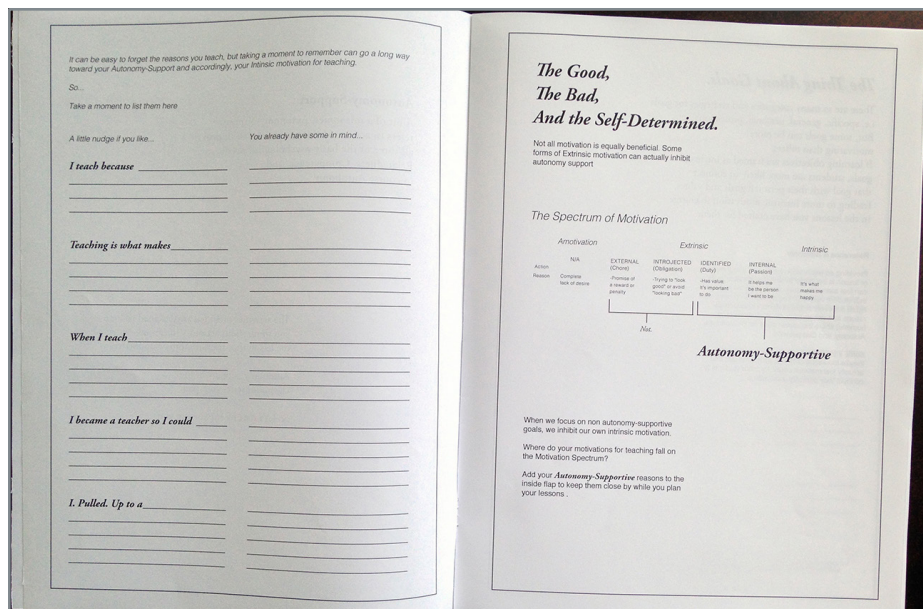 It can be easy to forget the reasons you teach, but taking a moment to remember can go a long way
toward your Autonomy-Support and accordingly, your Intrinsic motivation for teaching.
So...
Take a moment to list them here
A little nudge if you like...
You already have some in mind...
I teach because
Teaching is what makes
When I teach
I became a teacher so I could
I. Pulled. Up to a
The Good,
The Bad,
And the Self-Determined.
Not all motivation is equally beneficial. Some
forms of Extrinsic motivation can actually inhibit
autonomy support
The Spectrum of Motivation
Amotivation
Extrinsic
Intrinsic
N/A
EXTERNAL
(Chore)
INTROJECTED
(Obligation)
IDENTIFIED
(Duty)
INTERNAL
(Passion)
Action
Reason
Complete
lack of desire
-Promise of
a reward or
penalty
-Trying to "look
good" or avoid
"looking bad"
-Has value
it's important
to do
it helps me
be the person
I want to be
it's what
makes me
happy
Not.
Autonomy-Supportive
When we focus on non autonomy-supportive
goals, we inhibit our own intrinsic motivation.
Where do your motivations for teaching fall on
the Motivation Spectrum?
Add your Autonomy-Supportive reasons to the
inside flap to keep them close by while you plan
your lessons .
The Thing About Goals